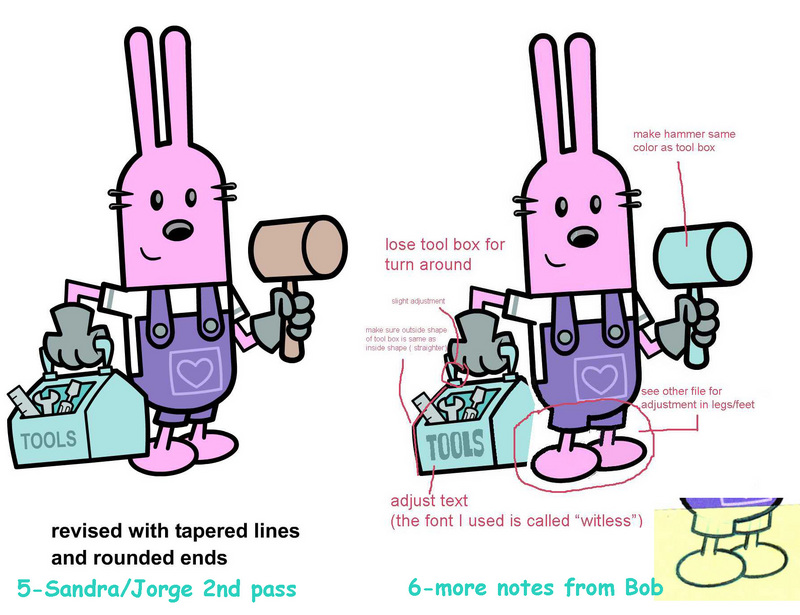 TOOLS
revised with tapered lines
and rounded ends
5-Sandra/Jorge 2nd pass
make hammer same
color as tool box
lose tool box for
turn around
slight adjustment
make sure outside shape
of tool box is same as
inside shape ( straighter)
see other file for
adjustment in legs/feet
TOOLS
adjust text
(the font I used is called “witless”)
6-more notes from Bob